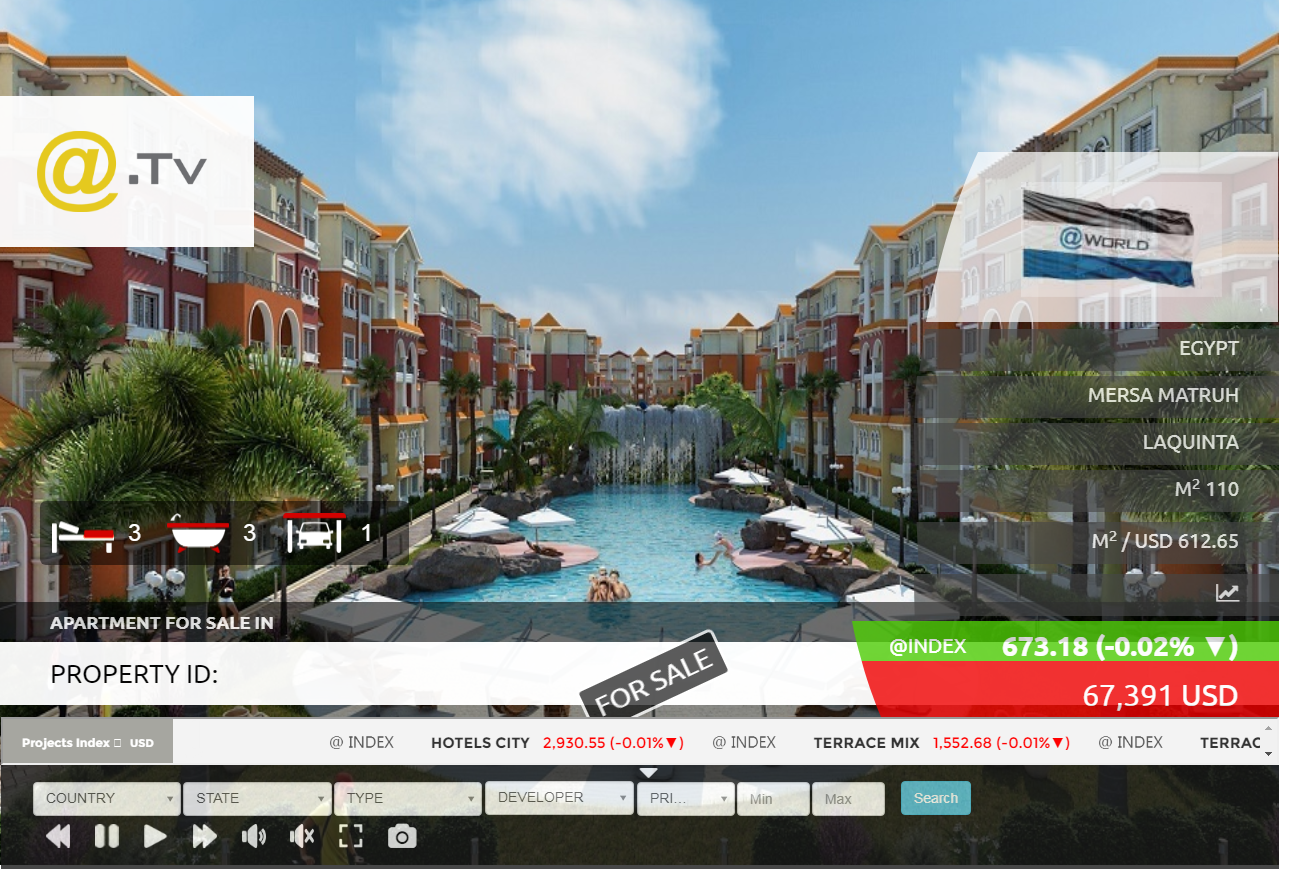 @.TV
@WORLD
EGYPT
MERSA MATRUH
LAQUINTA
M² 110
M² / USD 612.65
3 3 1
APARTMENT FOR SALE IN
@INDEX 673.18 (-0.02% ▼)
PROPERTY ID:
FOR SALE
67,391 USD
Projects Index □ USD
@ INDEX HOTELS CITY 2,930.55 (-0.01%▼) @ INDEX TERRACE MIX 1,552.68 (-0.01%▼) @ INDEX TERRAC
COUNTRY STATE TYPE DEVELOPER PRI... Min Max Search